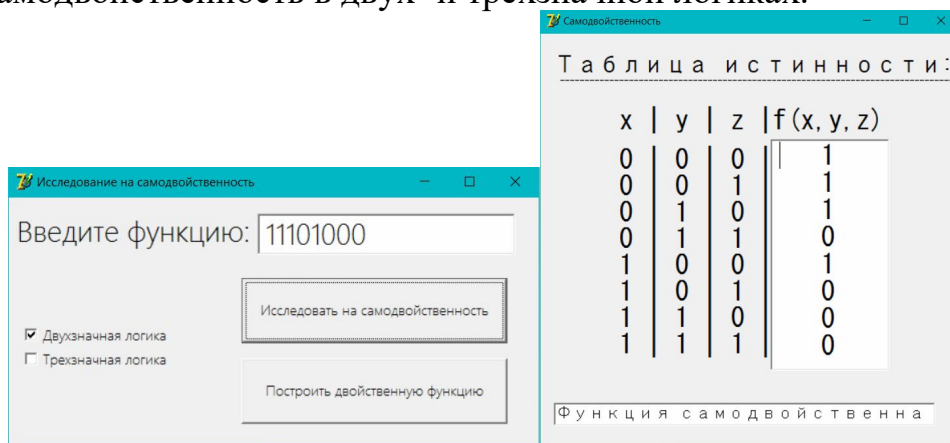 самодвойственность в двух- и трехзначной логиках.
Исследование на самодвойственность
Введите функцию: 11101000
Исследовать на самодвойственность
Двухзначная логика
Трехзначная логика
Построить двойственную функцию
Самодвойственность
Таблица истинности:
x | y | z | f(x, y, z)
0 | 0 | 0 | 1
0 | 0 | 1 | 1
0 | 1 | 0 | 1
0 | 1 | 1 | 0
1 | 0 | 0 | 1
1 | 0 | 1 | 0
1 | 1 | 0 | 0
1 | 1 | 1 | 0
Функция самодвойственна